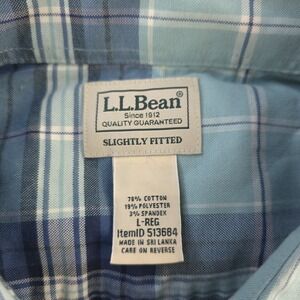 L.L.Bean
Since 1912
QUALITY GUARANTEED
SLIGHTLY FITTED
78% COTTON
19% POLYESTER
3% SPANDEX
L-REG
ItemID 513684
MADE IN SRI LANKA
CARE ON REVERSE